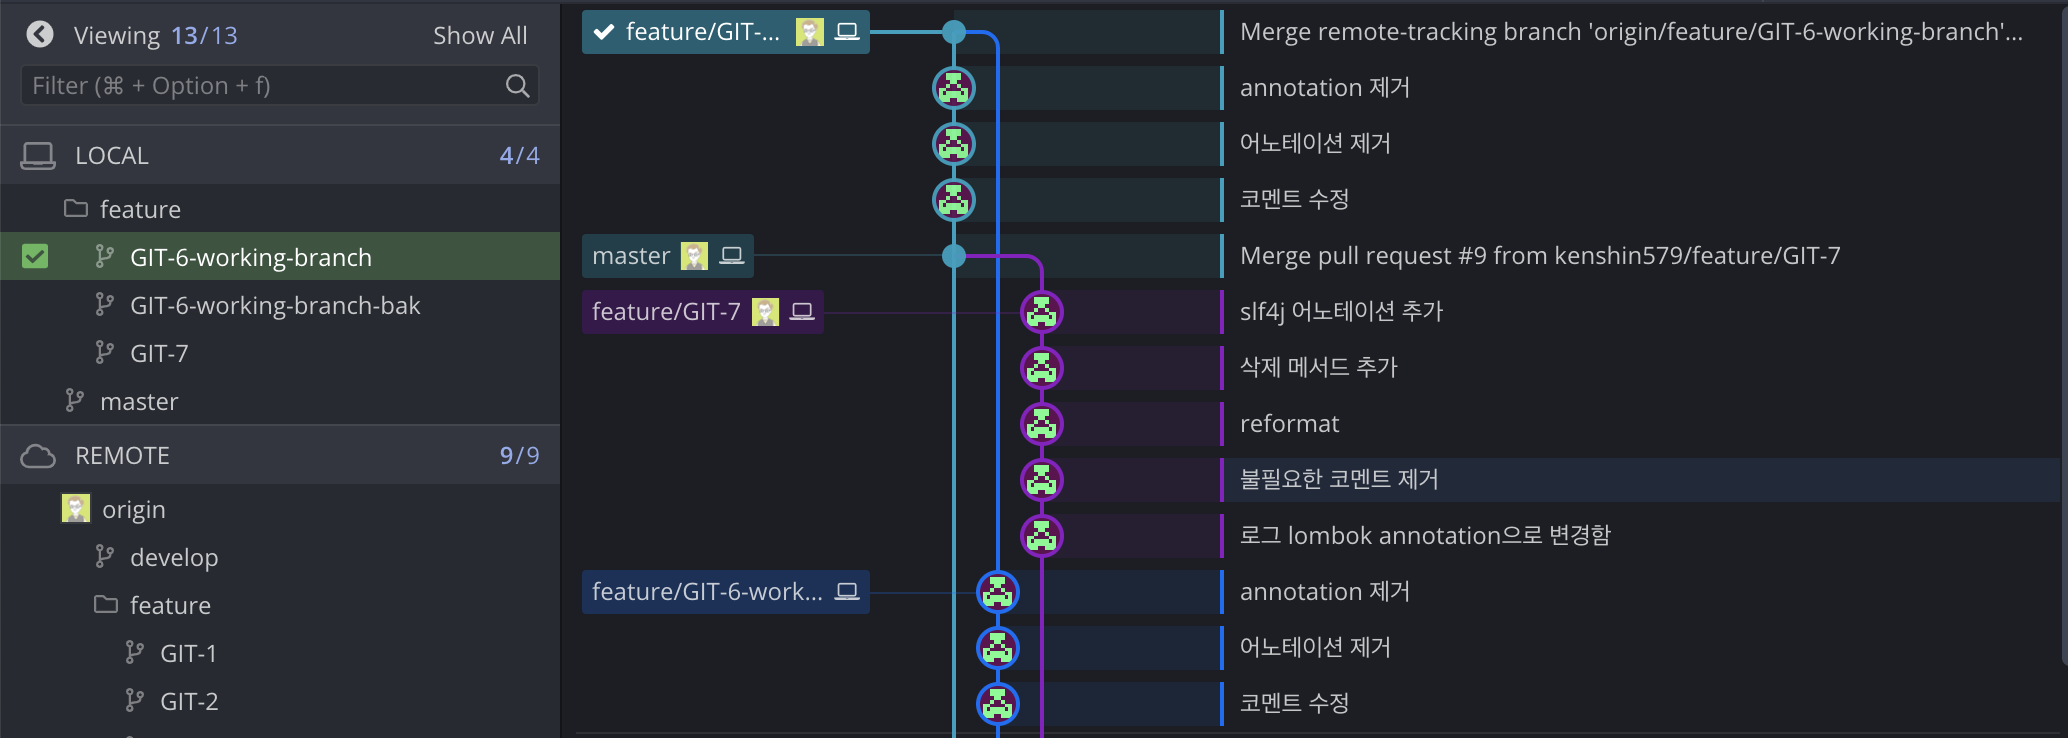 Viewing 13/13 Show All
Filter (⌘ + Option + f)
LOCAL 4/4
feature
GIT-6-working-branch
GIT-6-working-branch-bak
GIT-7
master
REMOTE 9/9
origin
develop
feature
GIT-1
GIT-2
feature/GIT-... Merge remote-tracking branch 'origin/feature/GIT-6-working-branch'...
annotation 제거
어노테이션 제거
코멘트 수정
master Merge pull request #9 from kenshin579/feature/GIT-7
feature/GIT-7 slf4j 어노테이션 추가
삭제 메서드 추가
reformat
불필요한 코멘트 제거
로그 lombok annotation으로 변경함
feature/GIT-6-work... annotation 제거
어노테이션 제거
코멘트 수정